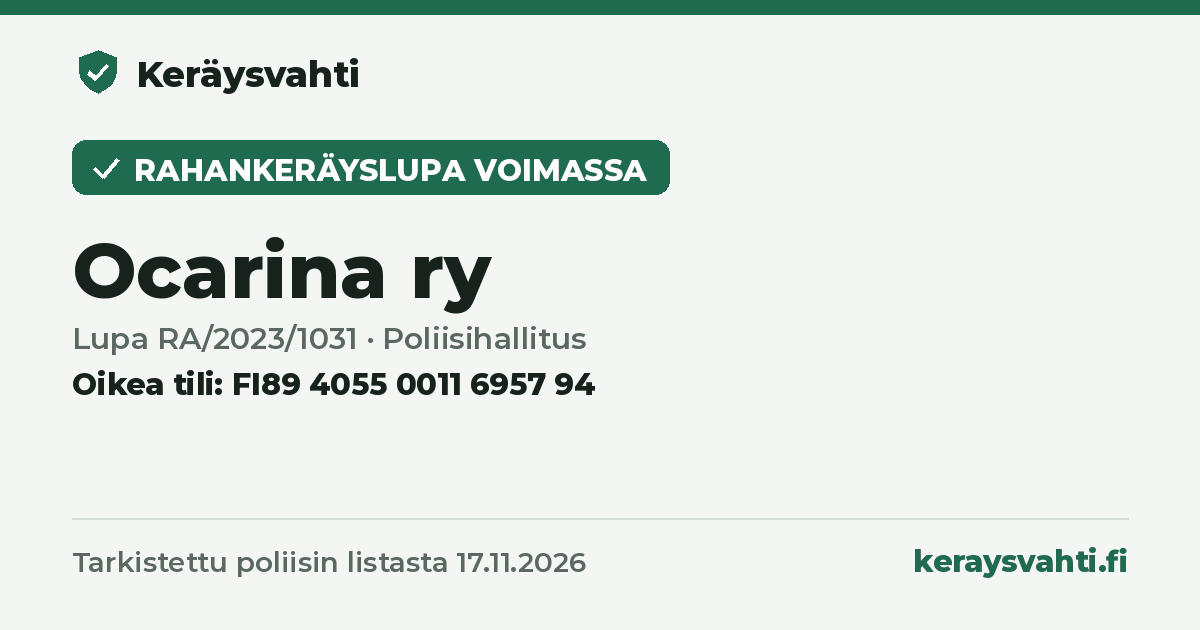 Keräysvahti
RAHANKERÄYSLUPA VOIMASSA
Ocarina ry
Lupa RA/2023/1031 · Poliisihallitus
Oikea tili: FI89 4055 0011 6957 94
Tarkistettu poliisin listasta 17.11.2026
keraysvahti.fi